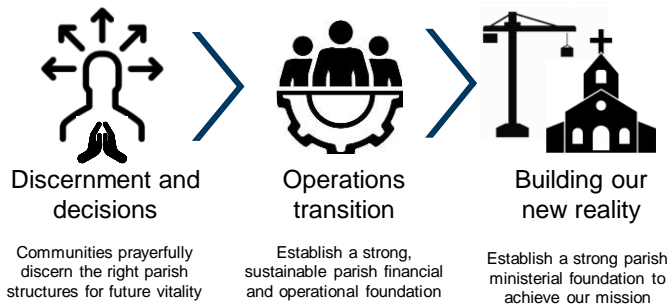 Discernment and
decisions
Communities prayerfully
discern the right parish
structures for future vitality
Operations
transition
Establish a strong,
sustainable parish financial
and operational foundation
Building our
new reality
Establish a strong parish
ministerial foundation to
achieve our mission